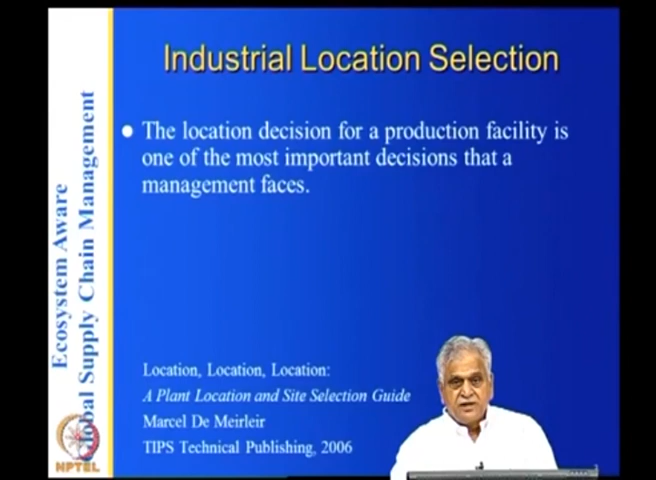 Industrial Location Selection
The location decision for a production facility is
one of the most important decisions that a
management faces.
Location, Location, Location:
A Plant Location and Site Selection Guide
Marcel De Meirleir
TIPS Technical Publishing, 2006
Ecosystem Aware
Global Supply Chain Management
NPTEL